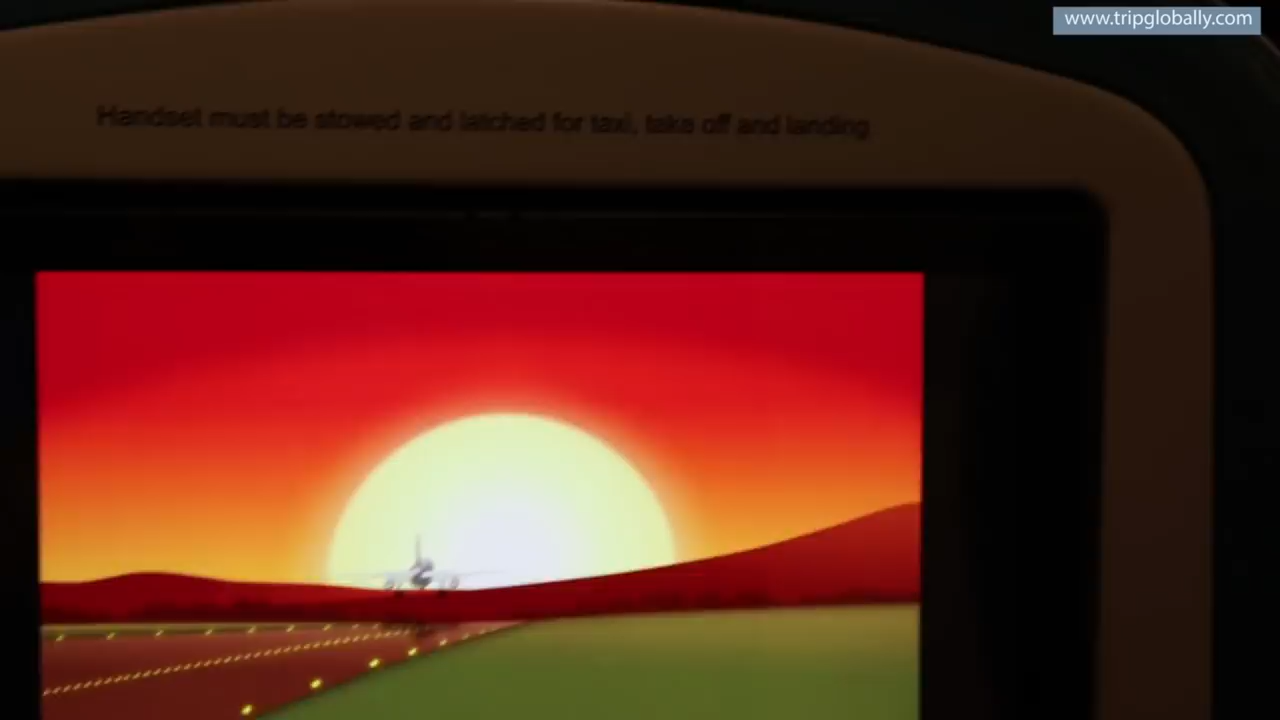 www.tripglobally.com
Handset must be stowed and latched for taxi, take off and landing